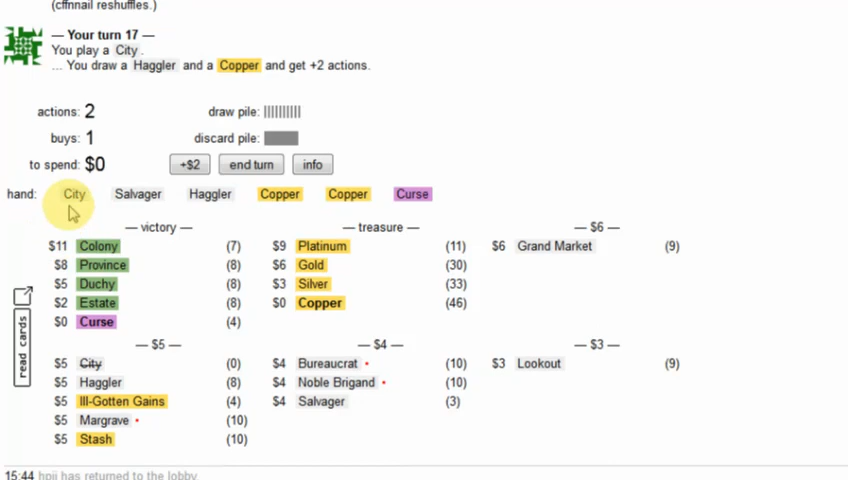 (cffnnail reshuffles.)
— Your turn 17 —
You play a City.
... You draw a Haggler and a Copper and get +2 actions.
actions: 2 draw pile:
buys: 1 discard pile:
to spend: $0 +$2 end turn info
hand: City Salvager Haggler Copper Copper Curse
— victory — — treasure — — $6 —
$11 Colony (7) $9 Platinum (11) $6 Grand Market (9)
$8 Province (8) $6 Gold (30)
$5 Duchy (8) $3 Silver (33)
$2 Estate (8) $0 Copper (46)
$0 Curse (4)
— $5 — — $4 — — $3 —
$5 City (0) $4 Bureaucrat • (10) $3 Lookout (9)
$5 Haggler (8) $4 Noble Brigand • (10)
$5 Ill-Gotten Gains (4) $4 Salvager (3)
$5 Margrave • (10)
$5 Stash (10)
read cards
15:44 hpii has returned to the lobby.